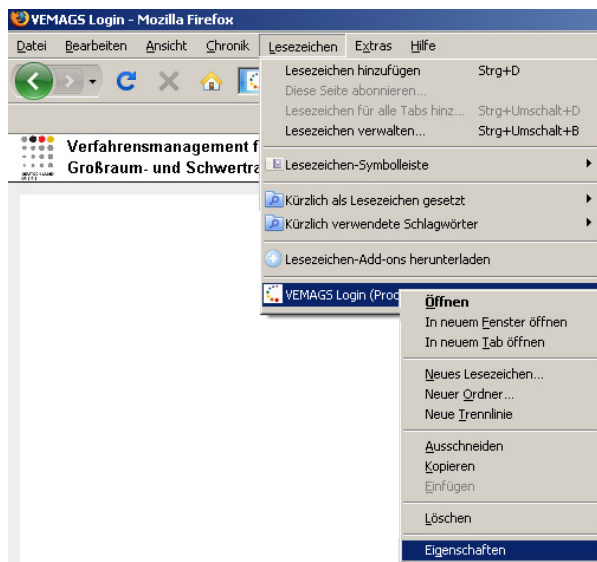 VEMAGS Login - Mozilla Firefox
Datei Bearbeiten Ansicht Chronik Lesezeichen Extras Hilfe
Lesezeichen hinzufügen Strg+D
Diese Seite abonnieren...
Lesezeichen für alle Tabs hinz... Strg+Umschalt+D
Lesezeichen verwalten... Strg+Umschalt+B
Verfahrensmanagement f
Großraum- und Schwertra
Lesezeichen-Symbolleiste
Kürzlich als Lesezeichen gesetzt
Kürzlich verwendete Schlagwörter
Lesezeichen-Add-ons herunterladen
VEMAGS Login (Proc
Öffnen
In neuem Fenster öffnen
In neuem Tab öffnen
Neues Lesezeichen...
Neuer Ordner...
Neue Trennlinie
Ausschneiden
Kopieren
Einfügen
Löschen
Eigenschaften